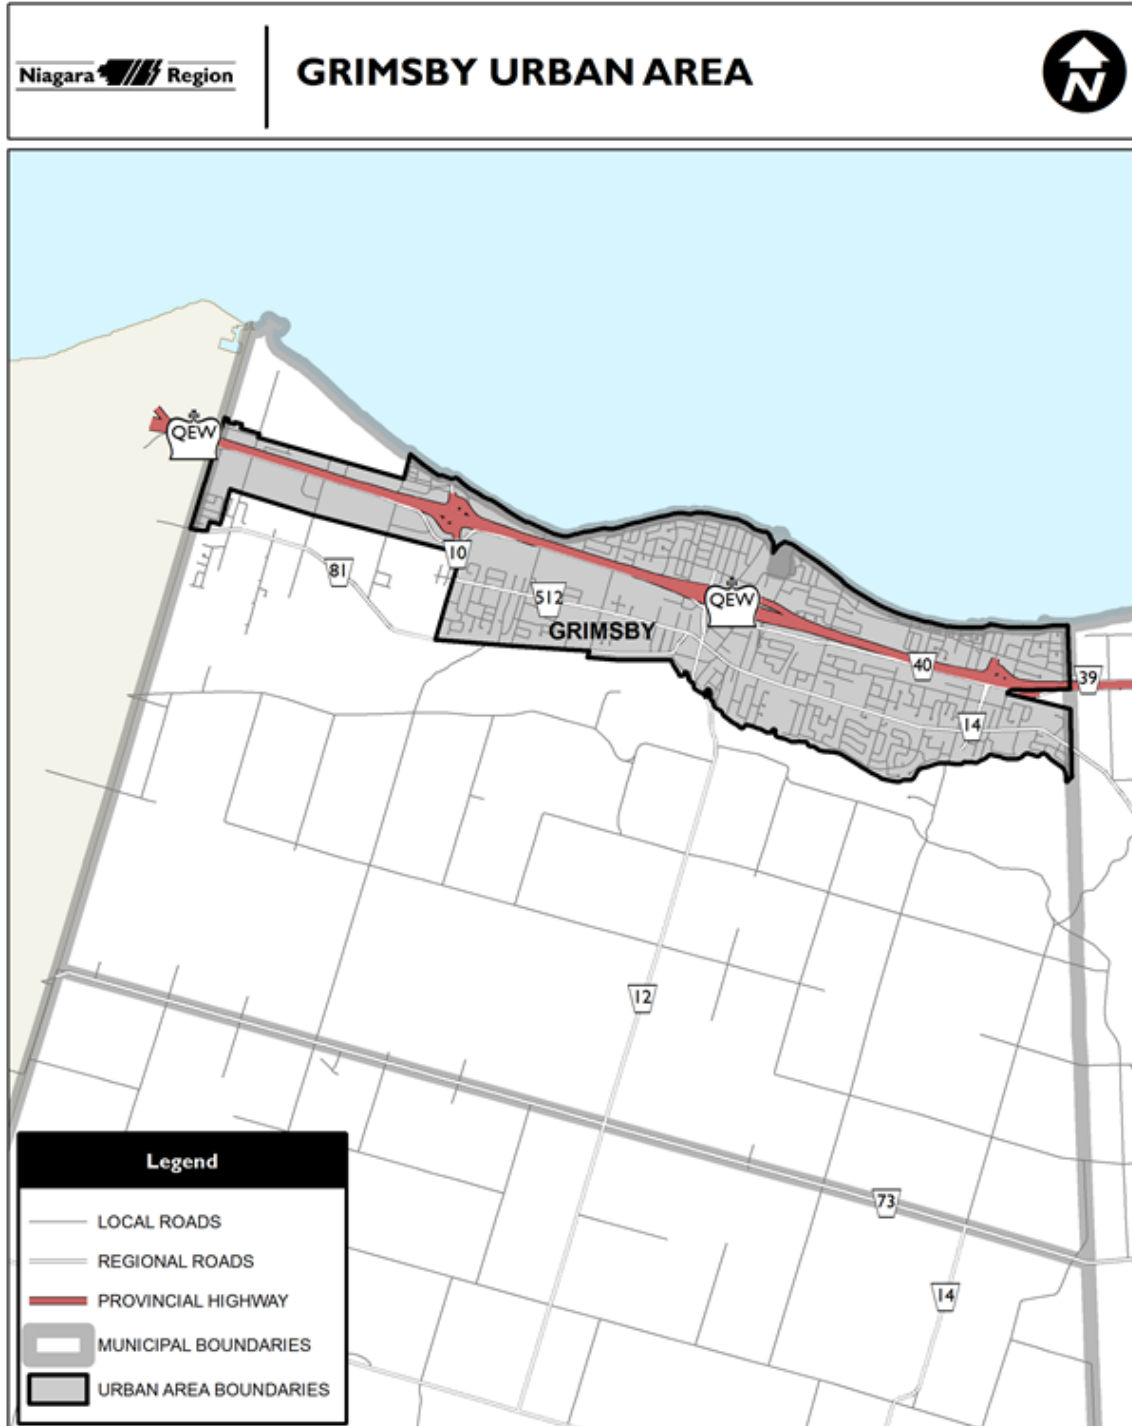 Niagara Region
GRIMSBY URBAN AREA
N
QEW
10
81
512
QEW
GRIMSBY
40
39
14
12
73
14
Legend
LOCAL ROADS
REGIONAL ROADS
PROVINCIAL HIGHWAY
MUNICIPAL BOUNDARIES
URBAN AREA BOUNDARIES